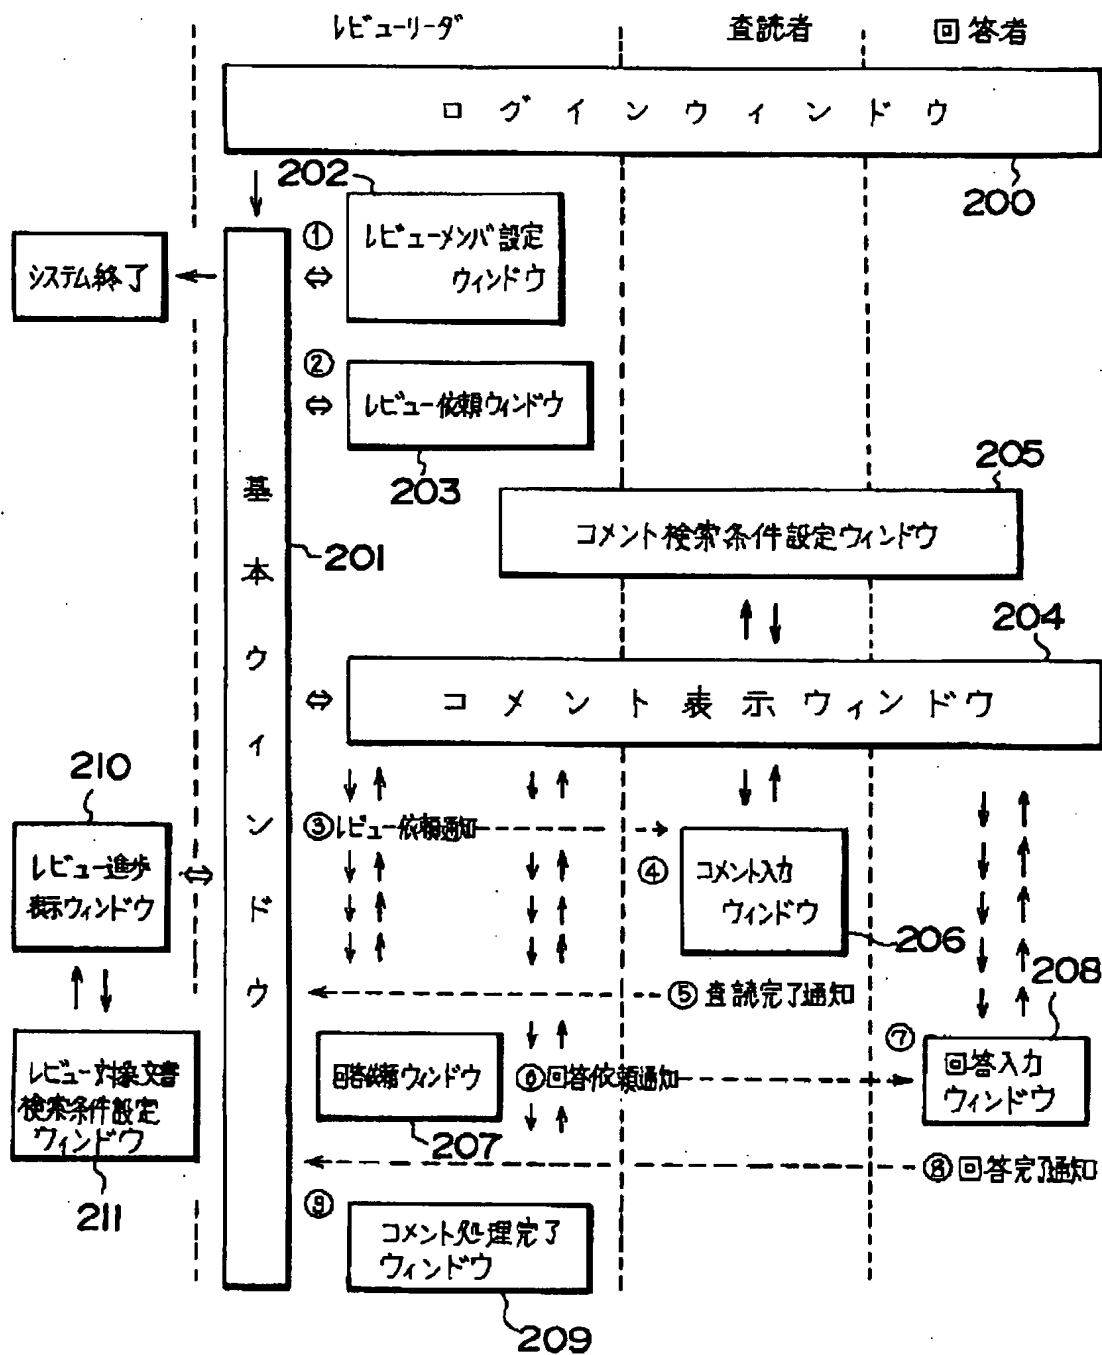 レビューリーダ
査読者
回答者
ログインウィンドウ
200
202
①
レビューメンバ設定
ウィンドウ
システム終了
②
レビュー依頼ウィンドウ
203
205
コメント検索条件設定ウィンドウ
基本ウィンドウ
201
204
コメント表示ウィンドウ
210
レビュー進歩
表示ウィンドウ
③レビュー依頼通知
④
コメント入力
ウィンドウ
206
208
⑤査読完了通知
⑦
回答入力
ウィンドウ
レビュー対象文書
検索条件設定
ウィンドウ
211
回答依頼ウィンドウ
207
⑥回答依頼通知
⑧回答完了通知
⑨
コメント処理完了
ウィンドウ
209